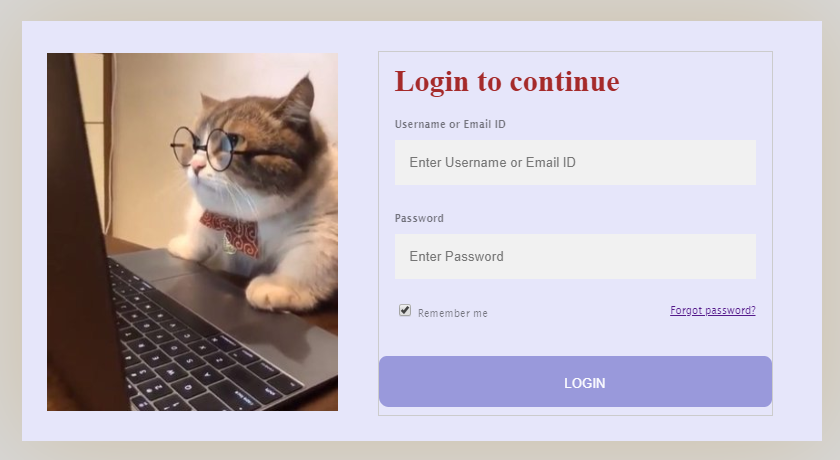 Login to continue
Username or Email ID
Enter Username or Email ID
Password
Enter Password
Remember me
Forgot password?
LOGIN